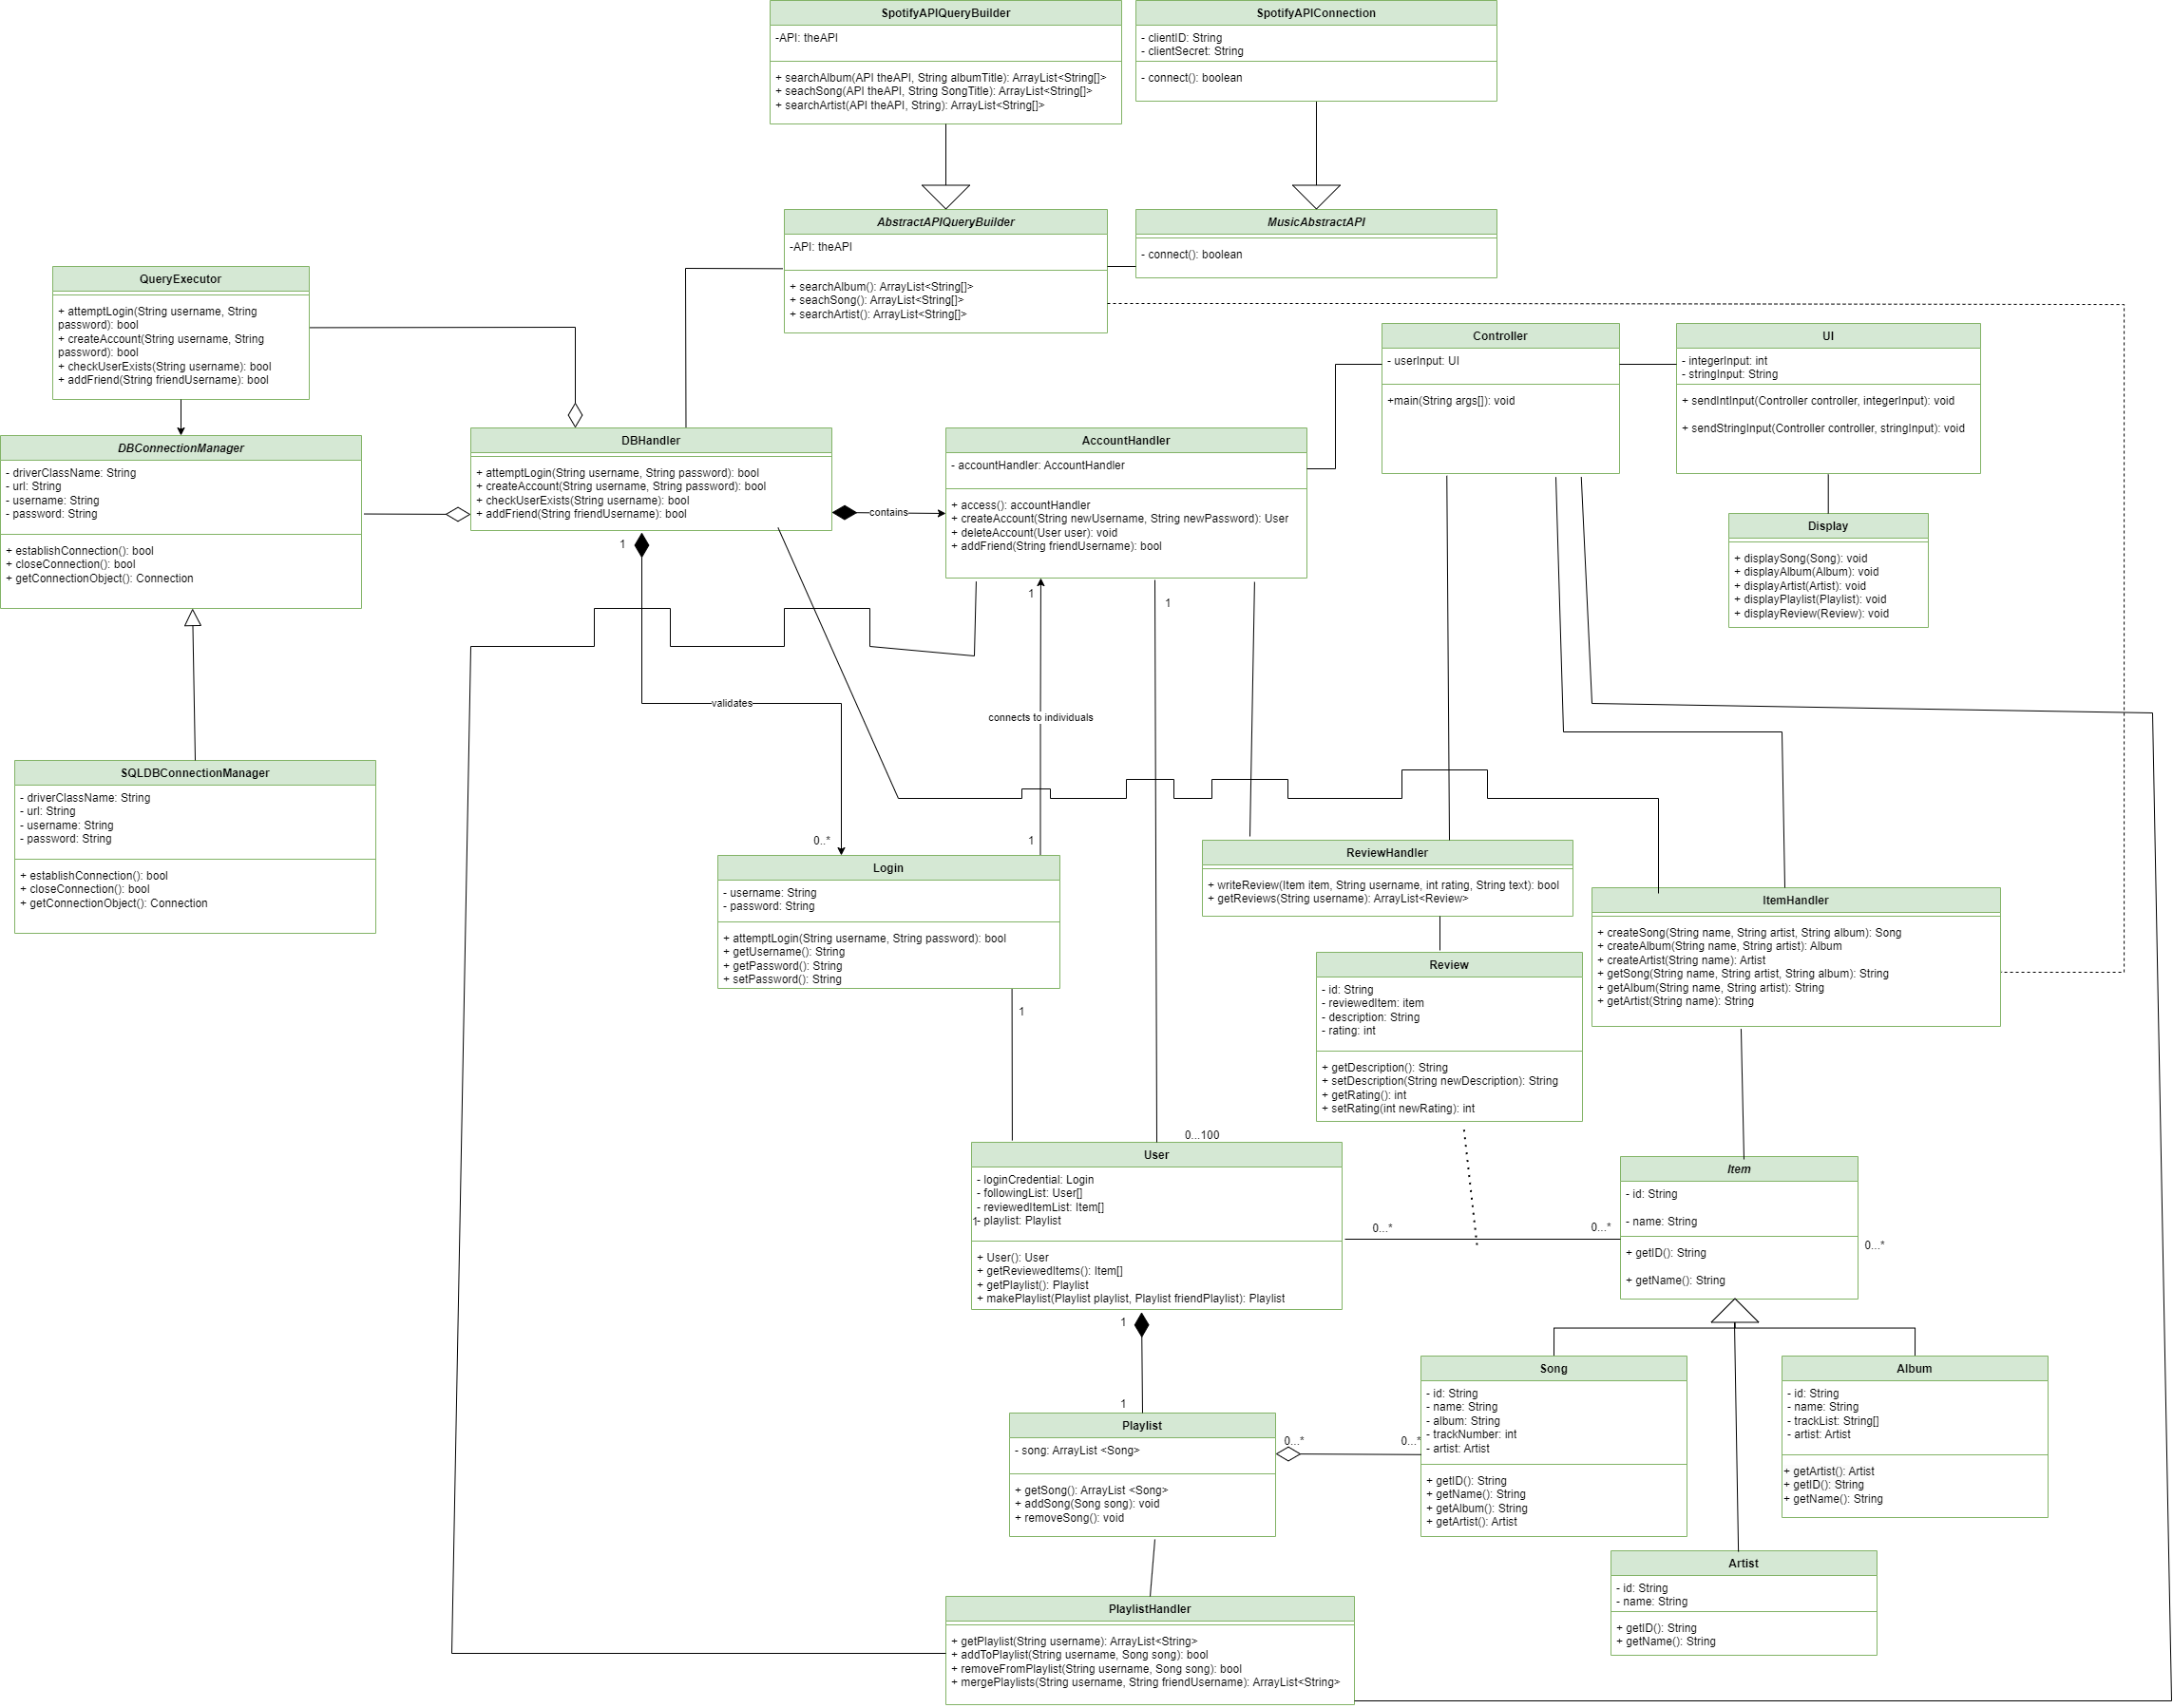 SpotifyAPIQueryBuilder
-API: theAPI
+ searchAlbum(API theAPI, String albumTitle): ArrayList<String[]>
+ seachSong(API theAPI, String SongTitle): ArrayList<String[]>
+ searchArtist(API theAPI, String): ArrayList<String[]>
SpotifyAPIConnection
- clientID: String
- clientSecret: String
- connect(): boolean
AbstractAPIQueryBuilder
-API: theAPI
+ searchAlbum(): ArrayList<String[]>
+ seachSong(): ArrayList<String[]>
+ searchArtist(): ArrayList<String[]>
MusicAbstractAPI
- connect(): boolean
QueryExecutor
+ attemptLogin(String username, String
password): bool
+ createAccount(String username, String
password): bool
+ checkUserExists(String username): bool
+ addFriend(String friendUsername): bool
Controller
- userInput: UI
+main(String args[]): void
UI
- integerInput: int
- stringInput: String
+ sendIntInput(Controller controller, integerInput): void
+ sendStringInput(Controller controller, stringInput): void
DBConnectionManager
- driverClassName: String
- url: String
- username: String
- password: String
+ establishConnection(): bool
+ closeConnection(): bool
+ getConnectionObject(): Connection
DBHandler
+ attemptLogin(String username, String password): bool
+ createAccount(String username, String password): bool
+ checkUserExists(String username): bool
+ addFriend(String friendUsername): bool
contains
AccountHandler
- accountHandler: AccountHandler
+ access(): accountHandler
+ createAccount(String newUsername, String newPassword): User
+ deleteAccount(User user): void
+ addFriend(String friendUsername): bool
Display
+ displaySong(Song): void
+ displayAlbum(Album): void
+ displayArtist(Artist): void
+ displayPlaylist(Playlist): void
+ displayReview(Review): void
1
1
1
validates
connects to individuals
SQLDBConnectionManager
- driverClassName: String
- url: String
- username: String
- password: String
+ establishConnection(): bool
+ closeConnection(): bool
+ getConnectionObject(): Connection
0..*
1
Login
- username: String
- password: String
+ attemptLogin(String username, String password): bool
+ getUsername(): String
+ getPassword(): String
+ setPassword(): String
1
ReviewHandler
+ writeReview(Item item, String username, int rating, String text): bool
+ getReviews(String username): ArrayList<Review>
ItemHandler
+ createSong(String name, String artist, String album): Song
+ createAlbum(String name, String artist): Album
+ createArtist(String name): Artist
+ getSong(String name, String artist, String album): String
+ getAlbum(String name, String artist): String
+ getArtist(String name): String
Review
- id: String
- reviewedItem: item
- description: String
- rating: int
+ getDescription(): String
+ setDescription(String newDescription): String
+ getRating(): int
+ setRating(int newRating): int
0...100
User
- loginCredential: Login
- followingList: User[]
- reviewedItemList: Item[]
1
- playlist: Playlist
+ User(): User
+ getReviewedItems(): Item[]
+ getPlaylist(): Playlist
+ makePlaylist(Playlist playlist, Playlist friendPlaylist): Playlist
0...*
0...*
Item
- id: String
- name: String
+ getID(): String
+ getName(): String
0...*
1
1
Playlist
- song: ArrayList <Song>
+ getSong(): ArrayList <Song>
+ addSong(Song song): void
+ removeSong(): void
0...*
0...*
Song
- id: String
- name: String
- album: String
- trackNumber: int
- artist: Artist
+ getID(): String
+ getName(): String
+ getAlbum(): String
+ getArtist(): Artist
Album
- id: String
- name: String
- trackList: String[]
- artist: Artist
+ getArtist(): Artist
+ getID(): String
+ getName(): String
Artist
- id: String
- name: String
+ getID(): String
+ getName(): String
PlaylistHandler
+ getPlaylist(String username): ArrayList<String>
+ addToPlaylist(String username, Song song): bool
+ removeFromPlaylist(String username, Song song): bool
+ mergePlaylists(String username, String friendUsername): ArrayList<String>